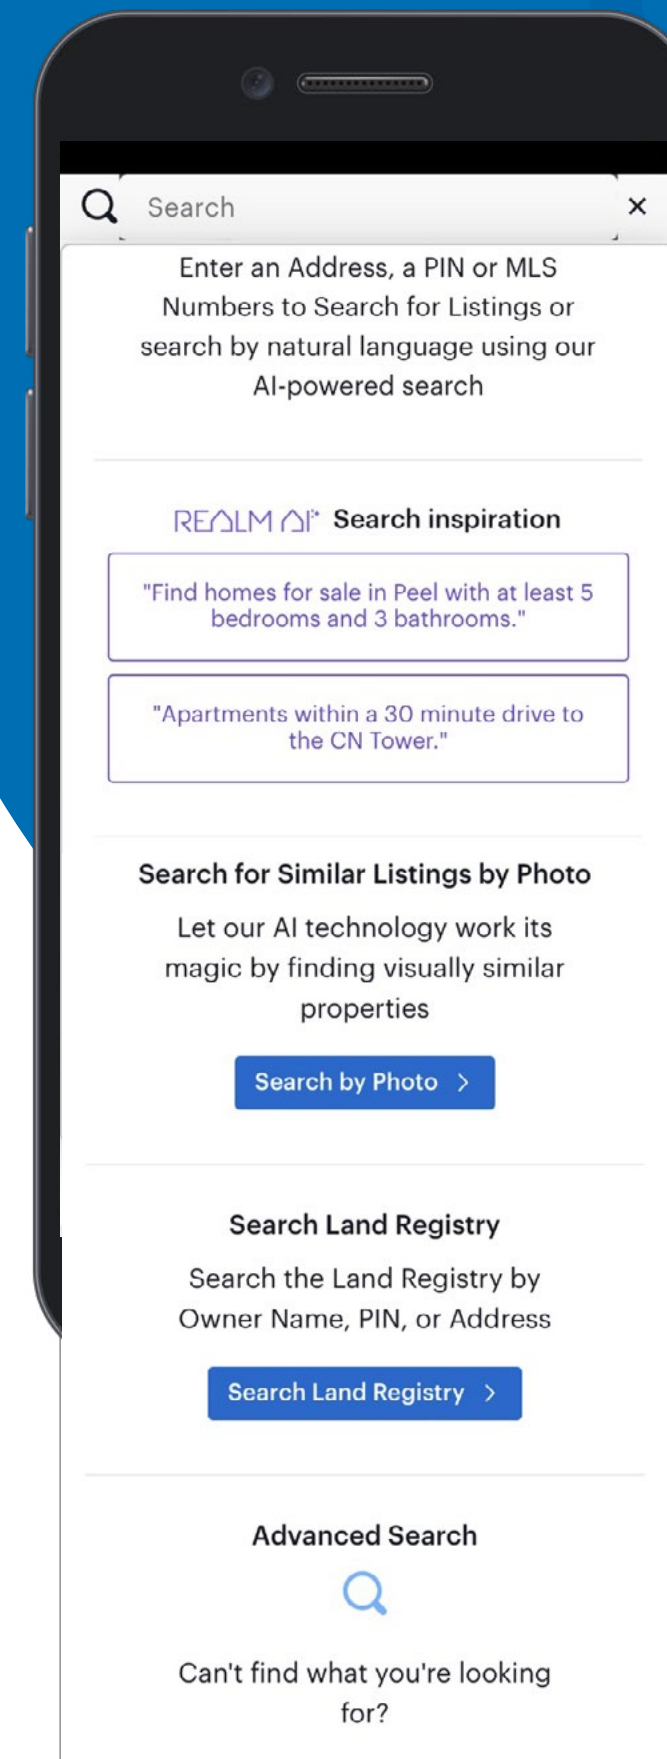 Search
Enter an Address, a PIN or MLS
Numbers to Search for Listings or
search by natural language using our
AI-powered search
REALM AI Search inspiration
"Find homes for sale in Peel with at least 5
bedrooms and 3 bathrooms."
"Apartments within a 30 minute drive to
the CN Tower."
Search for Similar Listings by Photo
Let our AI technology work its
magic by finding visually similar
properties
Search by Photo >
Search Land Registry
Search the Land Registry by
Owner Name, PIN, or Address
Search Land Registry >
Advanced Search
Can't find what you're looking
for?